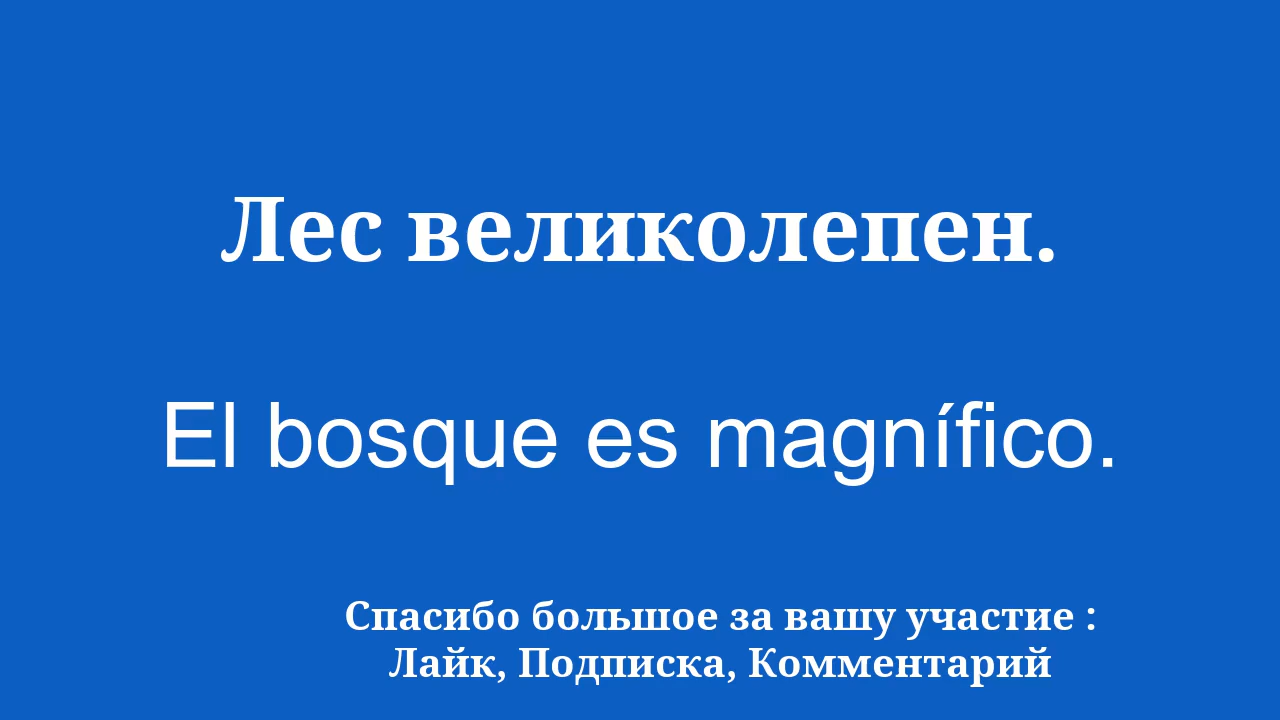 Лес великолепен.
El bosque es magnífico.
Спасибо большое за вашу участие :
Лайк, Подписка, Комментарий